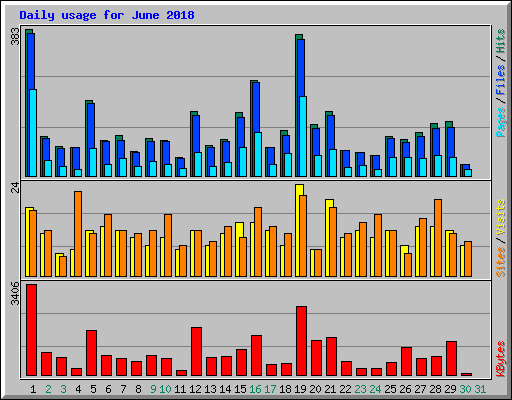 Daily usage for June 2018
383
Pages / Files / Hits
24
Sites / Visits
3406
KBytes
1 2 3 4 5 6 7 8 9 10 11 12 13 14 15 16 17 18 19 20 21 22 23 24 25 26 27 28 29 30 31